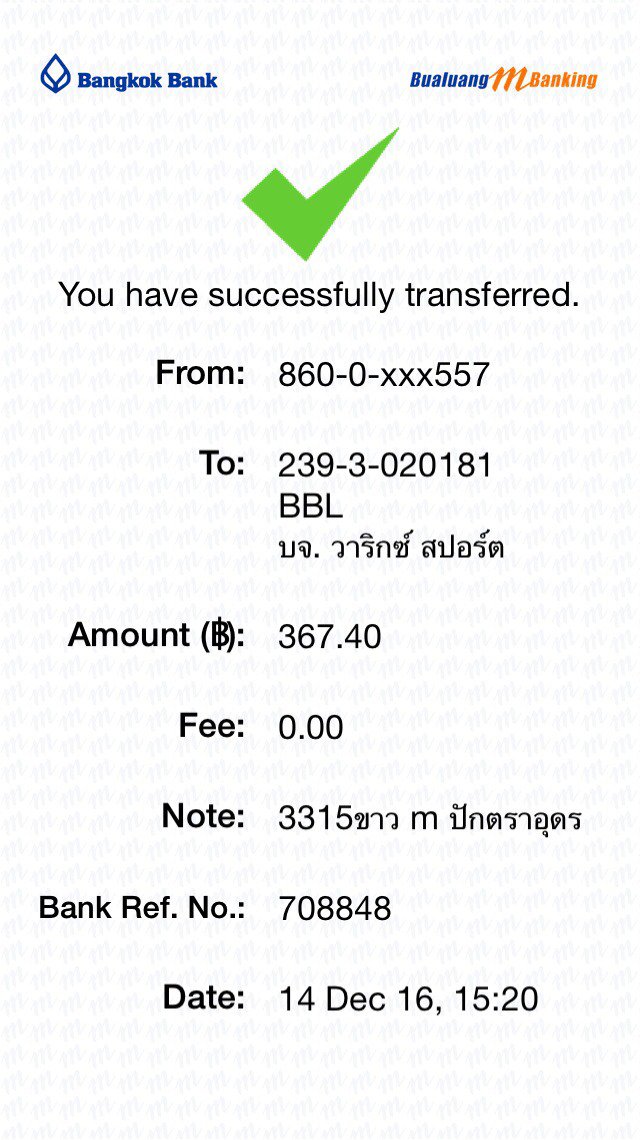 Bangkok Bank
Bualuang mBanking
You have successfully transferred.
From: 860-0-xxx557
To: 239-3-020181
BBL
บจ. วาริกซ์ สปอร์ต
Amount (฿): 367.40
Fee: 0.00
Note: 3315ขาว m ปักตราอุดร
Bank Ref. No.: 708848
Date: 14 Dec 16, 15:20